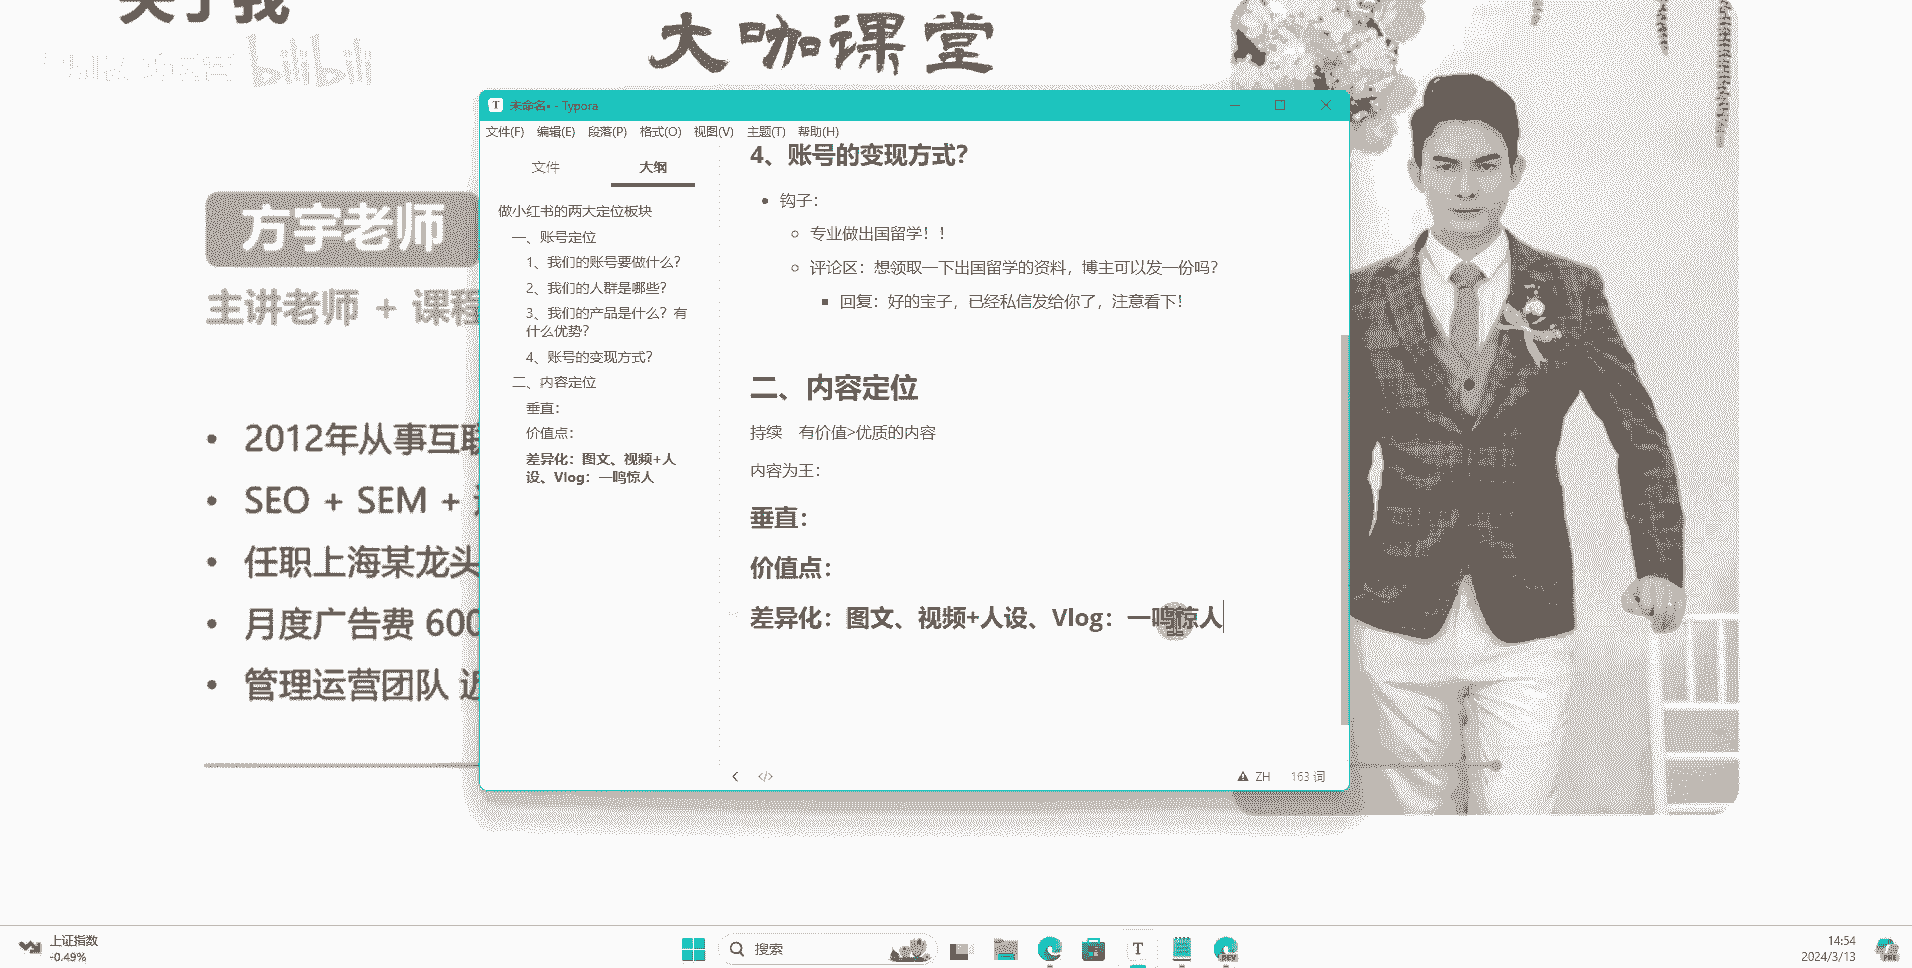 关于我
bilibili
大咖课堂
未命名• - Typora
文件(F) 编辑(E) 段落(P) 格式(O) 视图(V) 主题(T) 帮助(H)
文件 大纲
做小红书的两大定位板块
一、账号定位
1、我们的账号要做什么?
2、我们的人群是哪些?
3、我们的产品是什么? 有
什么优势?
4、账号的变现方式?
二、内容定位
垂直:
价值点:
差异化: 图文、视频+人
设、Vlog: 一鸣惊人
4、账号的变现方式?
钩子:
专业做出国留学! !
评论区: 想领取一下出国留学的资料, 博主可以发一份吗?
回复: 好的宝子, 已经私信发给你了, 注意看下!
二、内容定位
持续 有价值>优质的内容
内容为王:
垂直:
价值点:
差异化: 图文、视频+人设、Vlog: 一鸣惊人
ZH 163 词
方宇老师
主讲老师 + 课程
2012年从事互联
SEO + SEM +
任职上海某龙头
月度广告费 600
管理运营团队 近
上证指数
-0.49%
搜索
T
DEV
14:54
2024/3/13
PRE